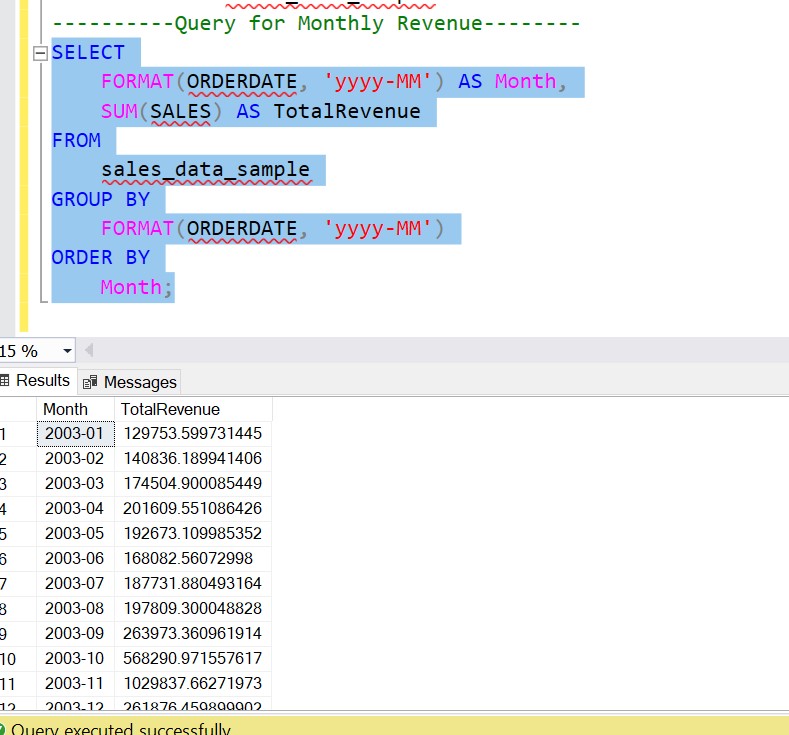 ----------Query for Monthly Revenue--------
SELECT
FORMAT(ORDERDATE, 'yyyy-MM') AS Month,
SUM(SALES) AS TotalRevenue
FROM
sales_data_sample
GROUP BY
FORMAT(ORDERDATE, 'yyyy-MM')
ORDER BY
Month;
15 %
Results Messages
Month TotalRevenue
1 2003-01 129753.599731445
2 2003-02 140836.189941406
3 2003-03 174504.900085449
4 2003-04 201609.551086426
5 2003-05 192673.109985352
6 2003-06 168082.56072998
7 2003-07 187731.880493164
8 2003-08 197809.300048828
9 2003-09 263973.360961914
10 2003-10 568290.971557617
11 2003-11 1029837.66271973
12 2003-12 261876.459899902
Query executed successfully